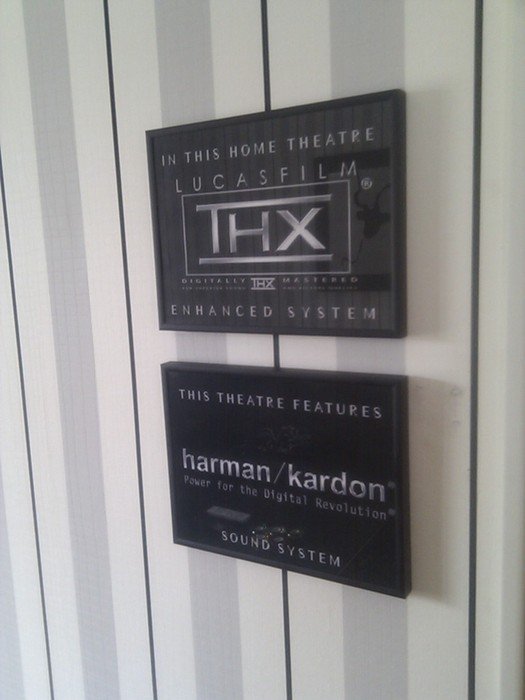 IN THIS HOME THEATRE
LUCASFILM®
THX
DIGITALLY THX MASTERED
ENHANCED SYSTEM
THIS THEATRE FEATURES
harman/kardon®
Power for the Digital Revolution®
SOUND SYSTEM